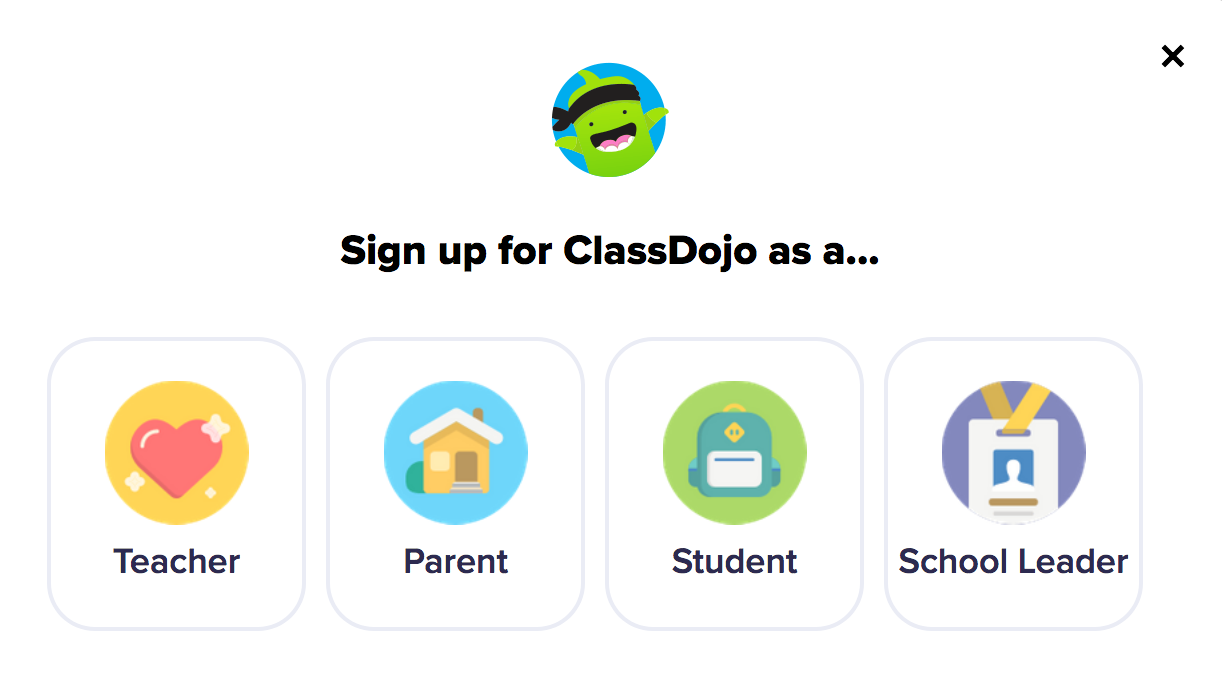 Sign up for ClassDojo as a...
Teacher
Parent
Student
School Leader